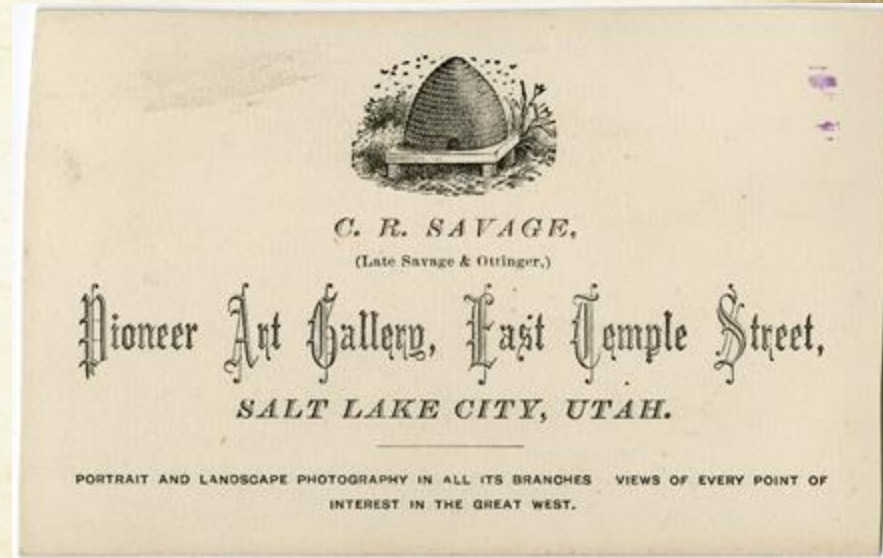 C. R. SAVAGE,
(Late Savage & Ottinger,)
Pioneer Art Gallery, East Temple Street,
SALT LAKE CITY, UTAH.
PORTRAIT AND LANDSCAPE PHOTOGRAPHY IN ALL ITS BRANCHES VIEWS OF EVERY POINT OF
INTEREST IN THE GREAT WEST.